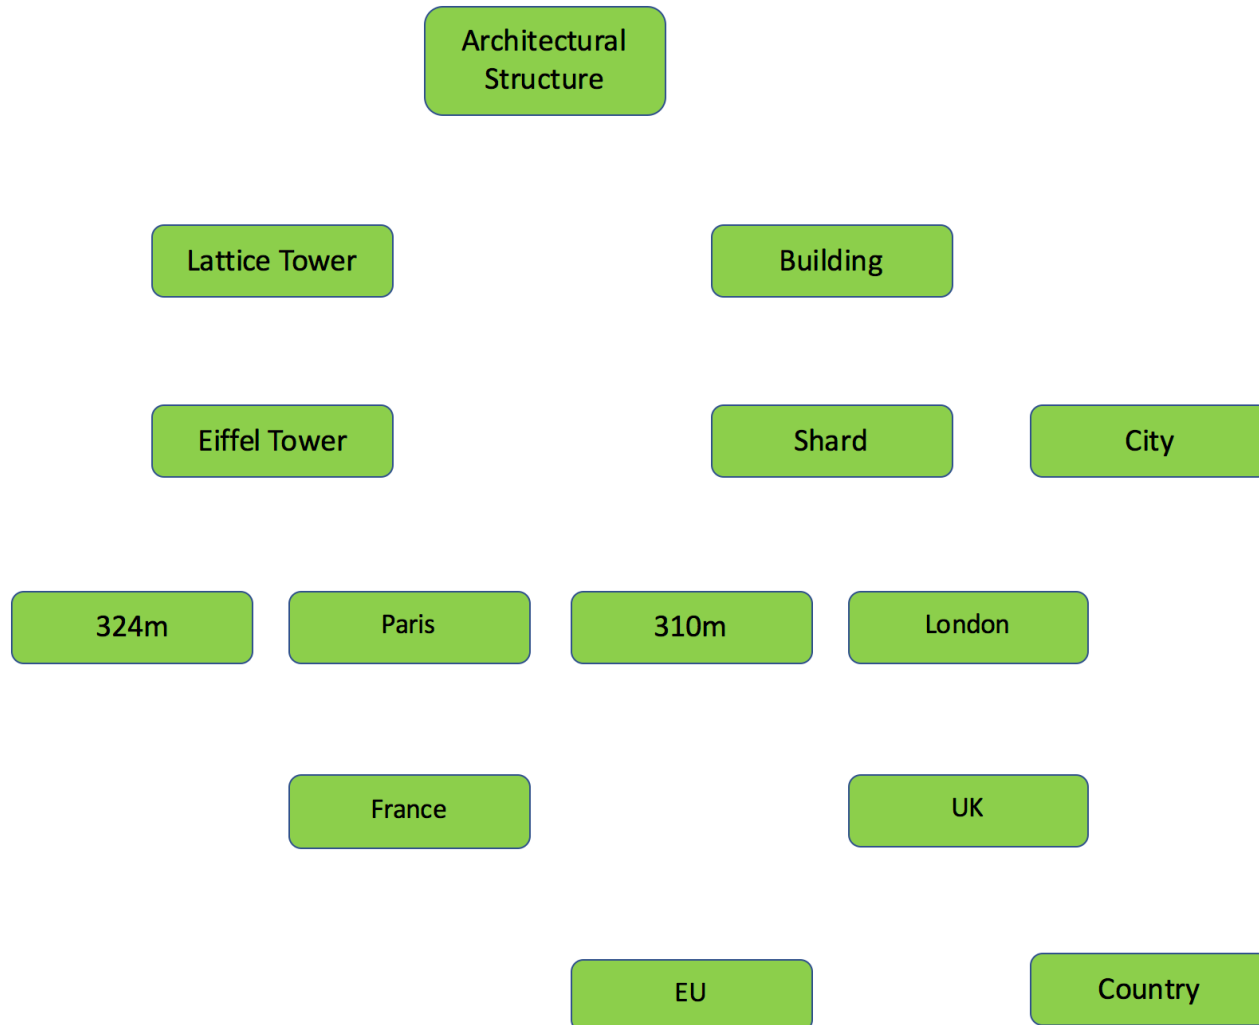 Architectural
Structure
Lattice Tower
Building
Eiffel Tower
Shard
City
324m
Paris
310m
London
France
UK
EU
Country